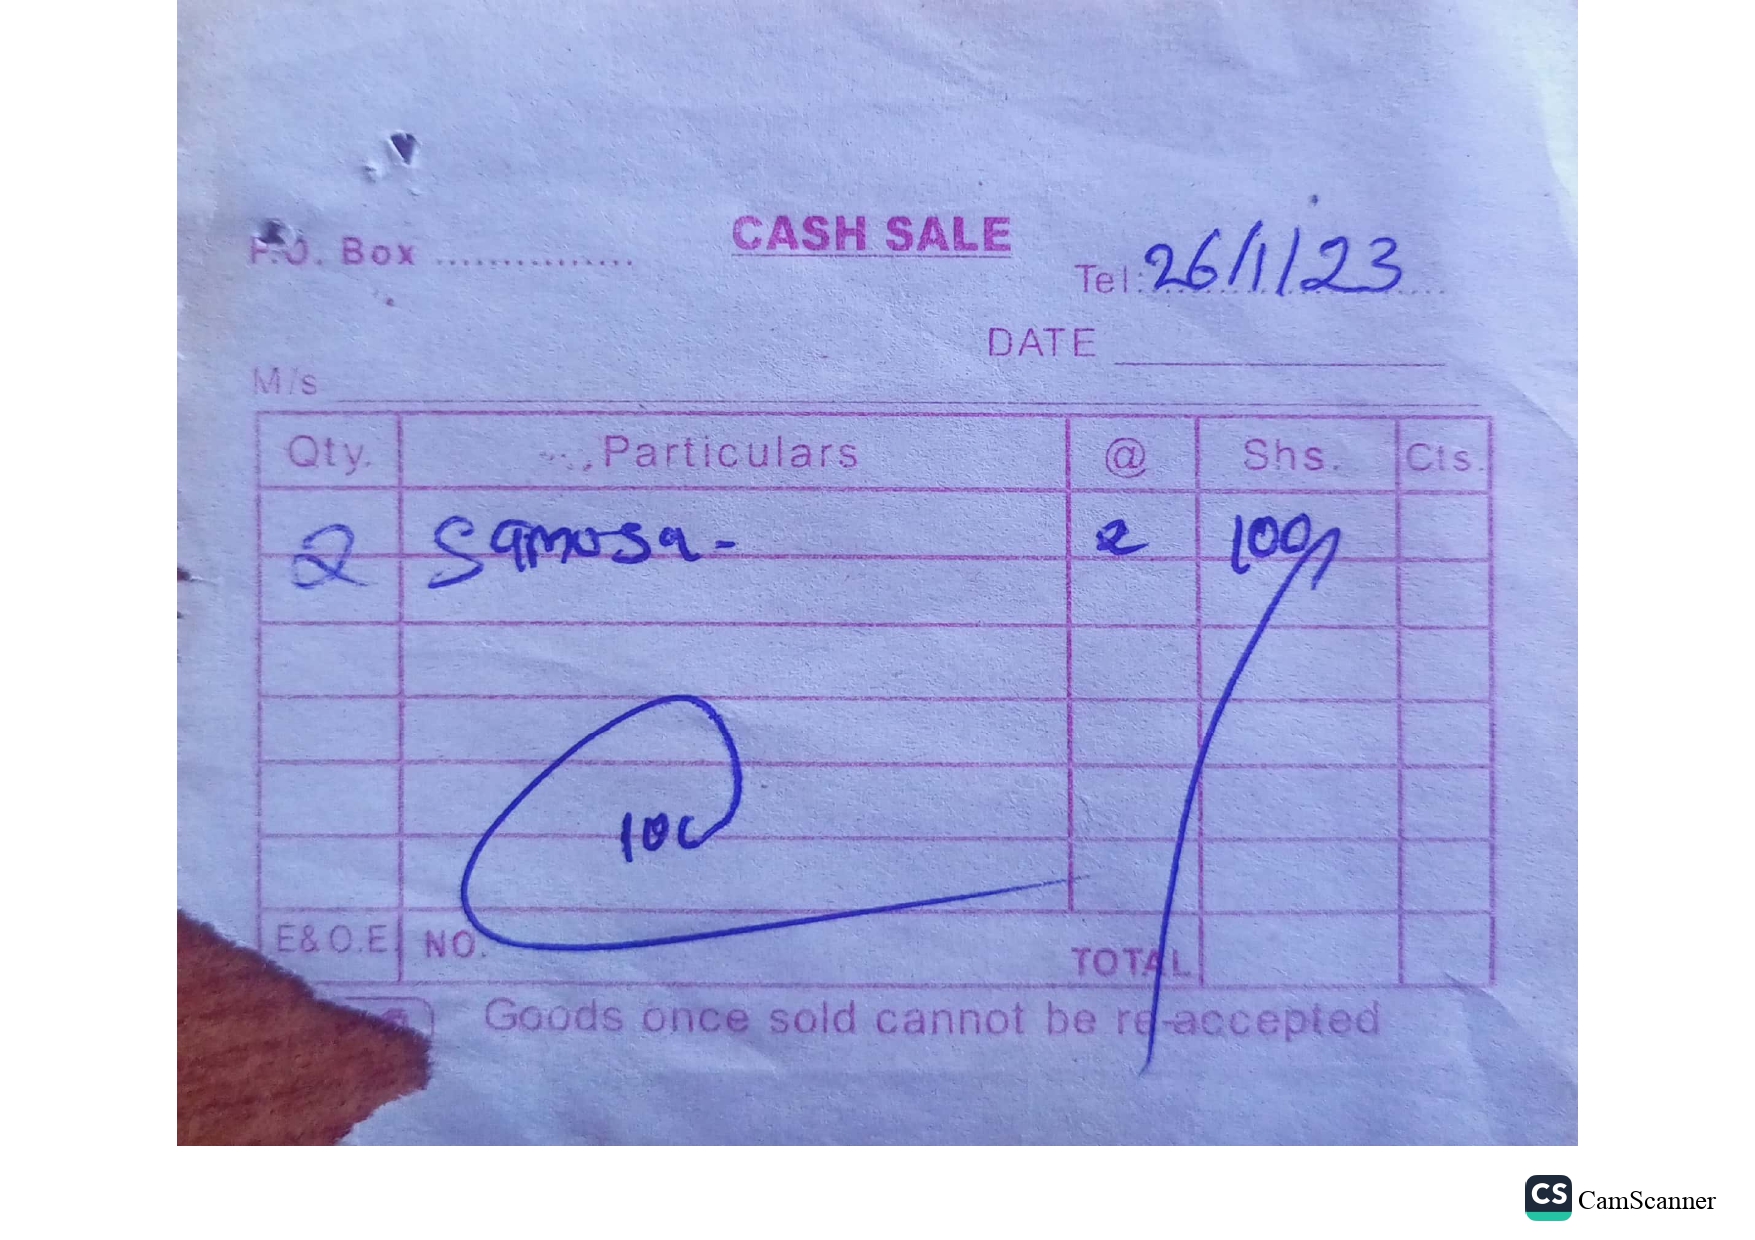 CASH SALE
P.O. Box ............... Tel: 26/1/23
DATE
M/s
Qty. Particulars @ Shs. Cts.
2 Samosa - 100
100
E&O.E NO. TOTAL
Goods once sold cannot be re-accepted
CS CamScanner